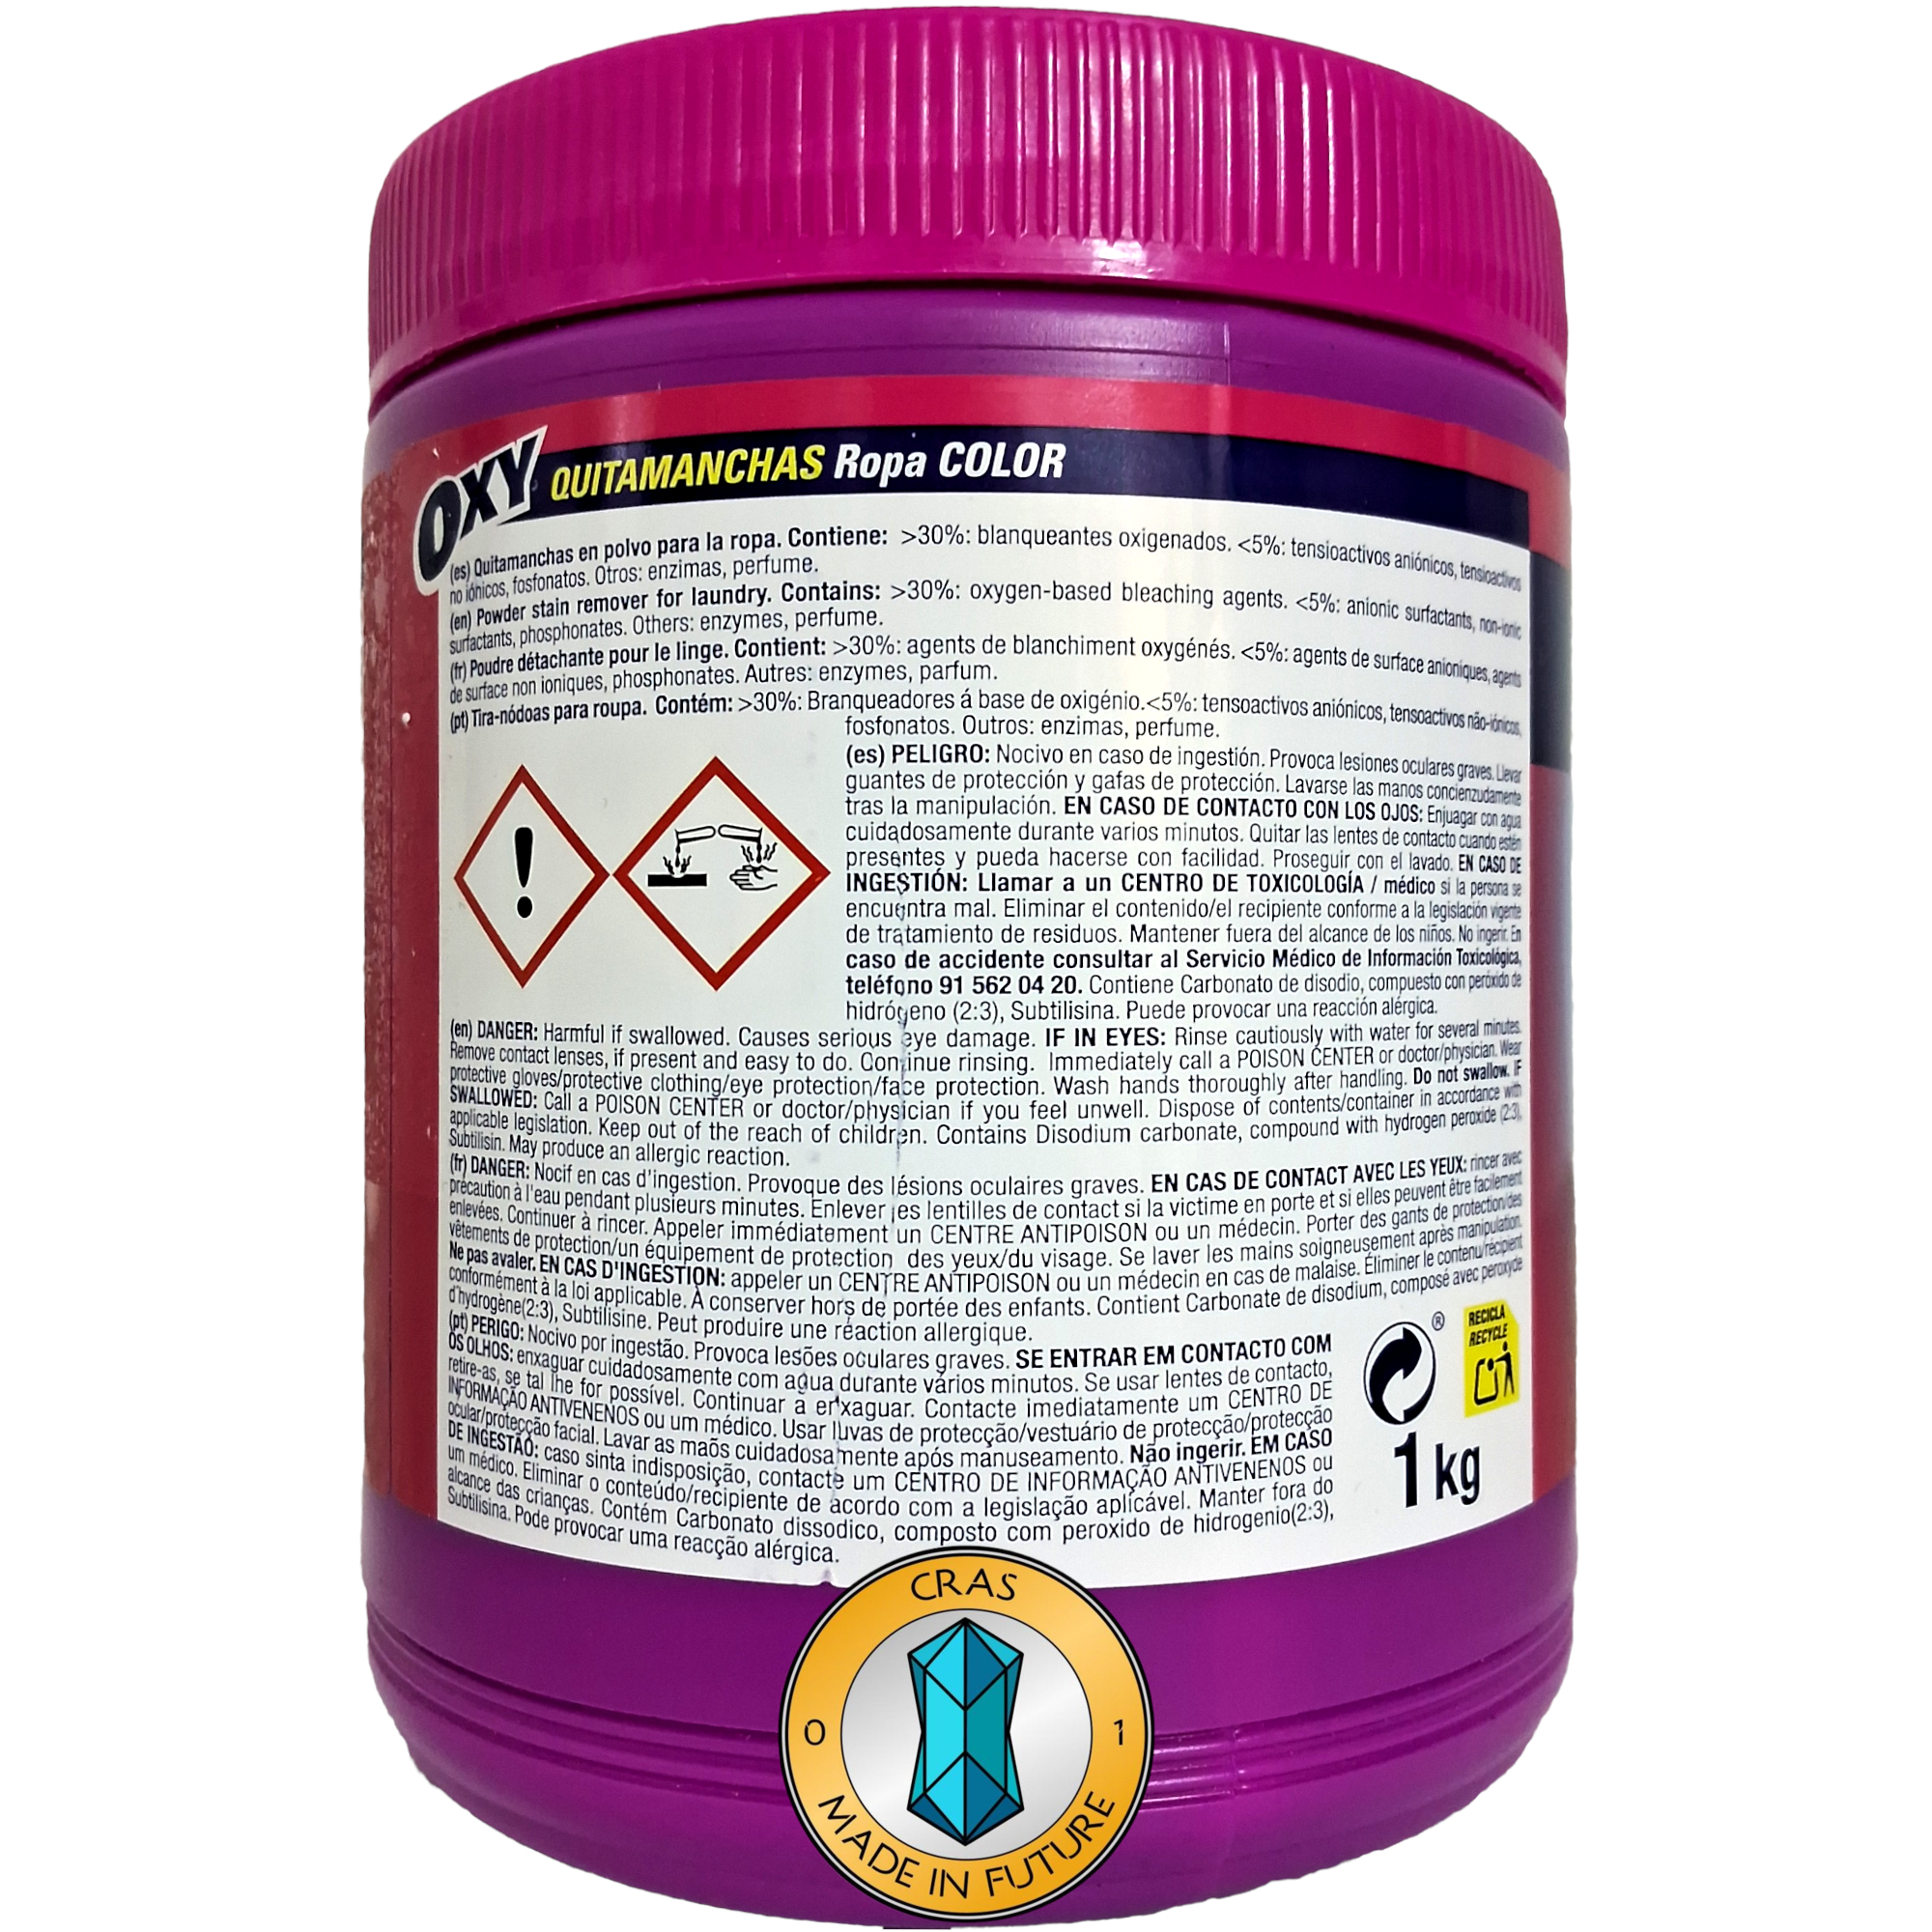 OXY QUITAMANCHAS Ropa COLOR
(es) Quitamanchas en polvo para la ropa. Contiene: >30%: blanqueantes oxigenados. <5%: tensioactivos aniónicos, tensioactivos
no iónicos, fosfonatos. Otros: enzimas, perfume.
(en) Powder stain remover for laundry. Contains: >30%: oxygen-based bleaching agents. <5%: anionic surfactants, non-ionic
surfactants, phosphonates. Others: enzymes, perfume.
(fr) Poudre détachante pour le linge. Contient: >30%: agents de blanchiment oxygénés. <5%: agents de surface anioniques, agents
de surface non ioniques, phosphonates. Autres: enzymes, parfum.
(pt) Tira-nódoas para roupa. Contém: >30%: Branqueadores á base de oxigénio.<5%: tensoactivos aniónicos, tensoactivos não-iónicos,
fosfonatos. Outros: enzimas, perfume.
(es) PELIGRO: Nocivo en caso de ingestión. Provoca lesiones oculares graves. Llevar
guantes de protección y gafas de protección. Lavarse las manos concienzudamente
tras la manipulación. EN CASO DE CONTACTO CON LOS OJOS: Enjuagar con agua
cuidadosamente durante varios minutos. Quitar las lentes de contacto cuando estén
presentes y pueda hacerse con facilidad. Proseguir con el lavado. EN CASO DE
INGESTIÓN: Llamar a un CENTRO DE TOXICOLOGÍA / médico si la persona se
encuentra mal. Eliminar el contenido/el recipiente conforme a la legislación vigente
de tratamiento de residuos. Mantener fuera del alcance de los niños. No ingerir. En
caso de accidente consultar al Servicio Médico de Información Toxicológica,
teléfono 91 562 04 20. Contiene Carbonato de disodio, compuesto con peróxido de
hidrógeno (2:3), Subtilisina. Puede provocar una reacción alérgica.
(en) DANGER: Harmful if swallowed. Causes serious eye damage. IF IN EYES: Rinse cautiously with water for several minutes.
Remove contact lenses, if present and easy to do. Continue rinsing. Immediately call a POISON CENTER or doctor/physician. Wear
protective gloves/protective clothing/eye protection/face protection. Wash hands thoroughly after handling. Do not swallow. IF
SWALLOWED: Call a POISON CENTER or doctor/physician if you feel unwell. Dispose of contents/container in accordance with
applicable legislation. Keep out of the reach of children. Contains Disodium carbonate, compound with hydrogen peroxide (2:3),
Subtilisin. May produce an allergic reaction.
(fr) DANGER: Nocif en cas d'ingestion. Provoque des lésions oculaires graves. EN CAS DE CONTACT AVEC LES YEUX: rincer avec
précaution à l'eau pendant plusieurs minutes. Enlever les lentilles de contact si la victime en porte et si elles peuvent être facilement
enlevées. Continuer à rincer. Appeler immédiatement un CENTRE ANTIPOISON ou un médecin. Porter des gants de protection/des
vêtements de protection/un équipement de protection des yeux/du visage. Se laver les mains soigneusement après manipulation.
Ne pas avaler. EN CAS D'INGESTION: appeler un CENTRE ANTIPOISON ou un médecin en cas de malaise. Éliminer le contenu/récipient
conformément à la loi applicable. À conserver hors de portée des enfants. Contient Carbonate de disodium, composé avec peroxyde
d'hydrogène(2:3), Subtilisine. Peut produire une réaction allergique.
(pt) PERIGO: Nocivo por ingestão. Provoca lesões oculares graves. SE ENTRAR EM CONTACTO COM
OS OLHOS: enxaguar cuidadosamente com agua durante vários minutos. Se usar lentes de contacto,
retire-as, se tal lhe for possível. Continuar a enxaguar. Contacte imediatamente um CENTRO DE
INFORMAÇÃO ANTIVENENOS ou um médico. Usar luvas de protecção/vestuário de protecção/protecção
ocular/protecção facial. Lavar as maõs cuidadosamente após manuseamento. Não ingerir. EM CASO
DE INGESTÃO: caso sinta indisposição, contacte um CENTRO DE INFORMAÇÃO ANTIVENENOS ou
um médico. Eliminar o conteúdo/recipiente de acordo com a legislação aplicável. Manter fora do
alcance das crianças. Contém Carbonato dissodico, composto com peroxido de hidrogenio(2:3),
Subtilisina. Pode provocar uma reacção alérgica.
®
RECICLA
RECYCLE
1 kg
CRAS
0 1
MADE IN FUTURE